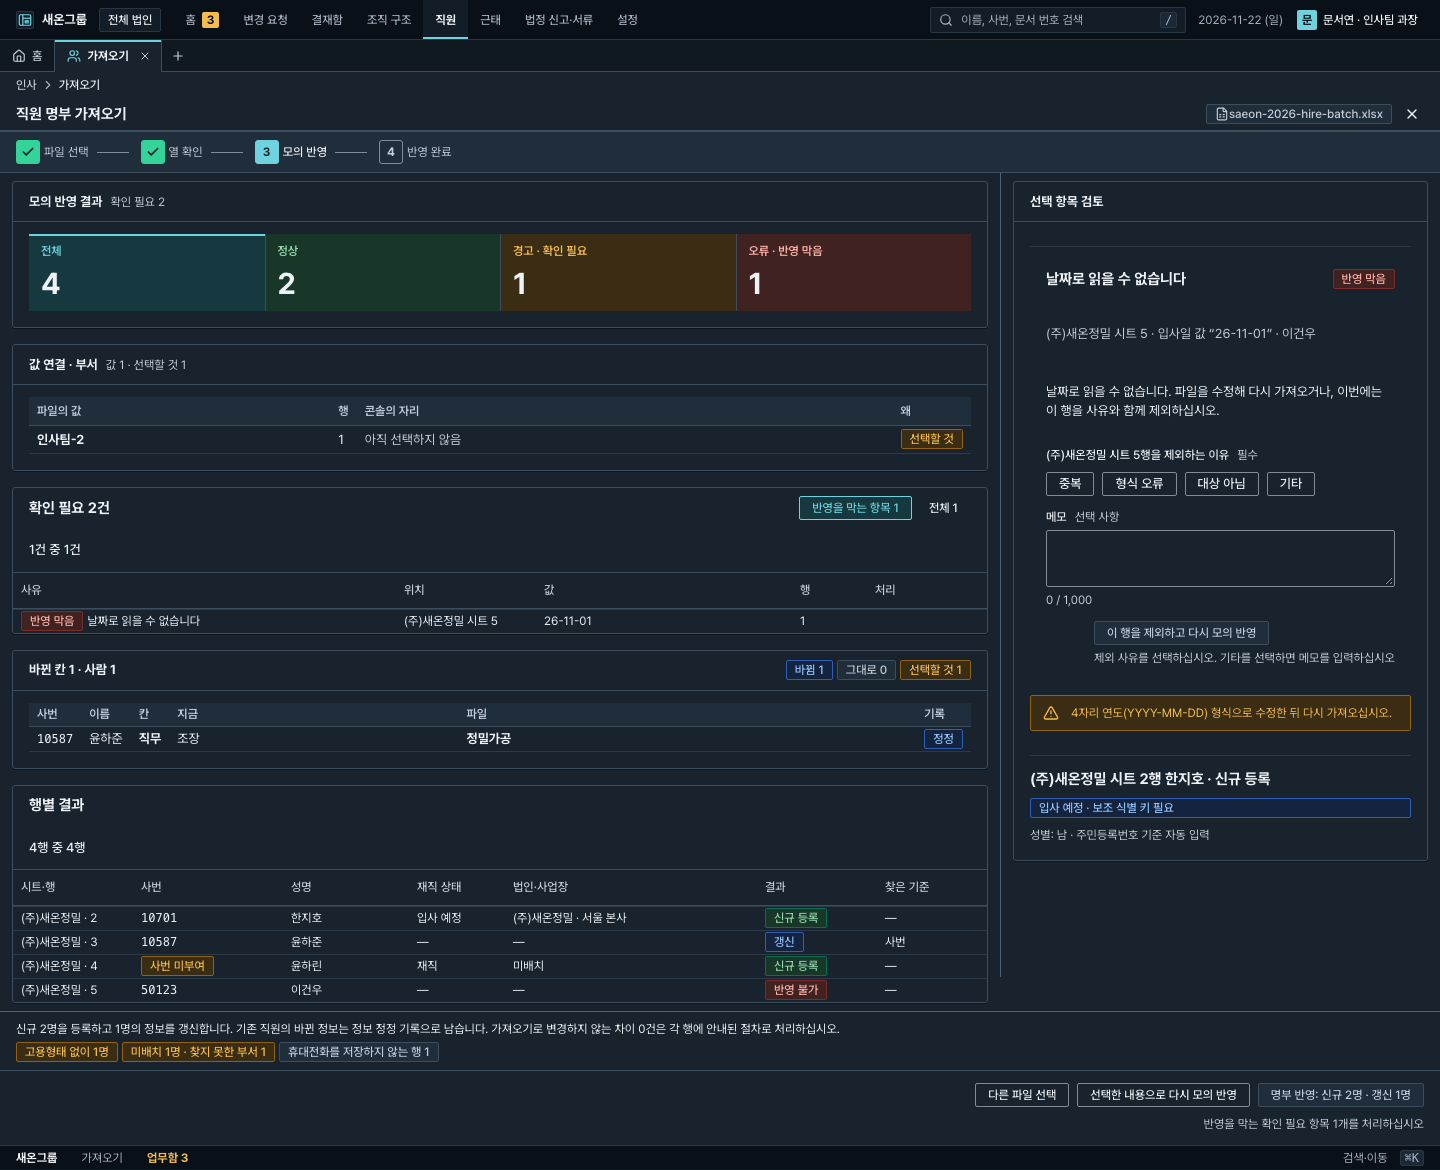 새온그룹 전체 법인 홈 3 변경 요청 결재함 조직 구조 직원 근태 법정 신고·서류 설정 이름, 사번, 문서 번호 검색 / 2026-11-22 (일) 문 문서연 · 인사팀 과장
홈 가져오기
인사 > 가져오기
직원 명부 가져오기 saeon-2026-hire-batch.xlsx
파일 선택 열 확인 3 모의 반영 4 반영 완료
모의 반영 결과 확인 필요 2
전체 정상 경고 · 확인 필요 오류 · 반영 막음
4 2 1 1
값 연결 · 부서 값 1 · 선택할 것 1
파일의 값 행 콘솔의 자리 왜
인사팀-2 1 아직 선택하지 않음 선택할 것
확인 필요 2건 반영을 막는 항목 1 전체 1
1건 중 1건
사유 위치 값 행 처리
반영 막음 날짜로 읽을 수 없습니다 (주)새온정밀 시트 5 26-11-01 1
바뀐 칸 1 · 사람 1 바뀜 1 그대로 0 선택할 것 1
사번 이름 칸 지금 파일 기록
10587 윤하준 직무 조장 정밀가공 정정
행별 결과
4행 중 4행
시트·행 사번 성명 재직 상태 법인·사업장 결과 찾은 기준
(주)새온정밀 · 2 10701 한지호 입사 예정 (주)새온정밀 · 서울 본사 신규 등록 —
(주)새온정밀 · 3 10587 윤하준 — — 갱신 사번
(주)새온정밀 · 4 사번 미부여 윤하린 재직 미배치 신규 등록 —
(주)새온정밀 · 5 50123 이건우 — — 반영 불가 —
선택 항목 검토
날짜로 읽을 수 없습니다 반영 막음
(주)새온정밀 시트 5 · 입사일 값 “26-11-01” · 이건우
날짜로 읽을 수 없습니다. 파일을 수정해 다시 가져오거나, 이번에는
이 행을 사유와 함께 제외하십시오.
(주)새온정밀 시트 5행을 제외하는 이유 필수
중복 형식 오류 대상 아님 기타
메모 선택 사항
0 / 1,000
이 행을 제외하고 다시 모의 반영
제외 사유를 선택하십시오. 기타를 선택하면 메모를 입력하십시오
4자리 연도(YYYY-MM-DD) 형식으로 수정한 뒤 다시 가져오십시오.
(주)새온정밀 시트 2행 한지호 · 신규 등록
입사 예정 · 보조 식별 키 필요
성별: 남 · 주민등록번호 기준 자동 입력
신규 2명을 등록하고 1명의 정보를 갱신합니다. 기존 직원의 바뀐 정보는 정보 정정 기록으로 남습니다. 가져오기로 변경하지 않는 차이 0건은 각 행에 안내된 절차로 처리하십시오.
고용형태 없이 1명 미배치 1명 · 찾지 못한 부서 1 휴대전화를 저장하지 않는 행 1
다른 파일 선택 선택한 내용으로 다시 모의 반영 명부 반영: 신규 2명 · 갱신 1명
반영을 막는 확인 필요 항목 1개를 처리하십시오
새온그룹 가져오기 업무함 3 검색·이동 ⌘K